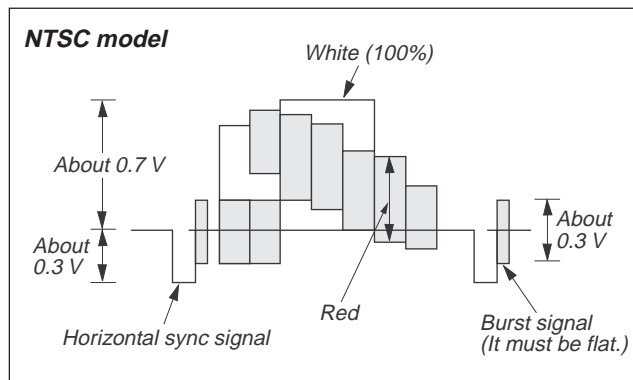 NTSC model
White (100%)
About 0.7 V
About
0.3 V
About
0.3 V
Horizontal sync signal
Red
Burst signal
(It must be flat.)